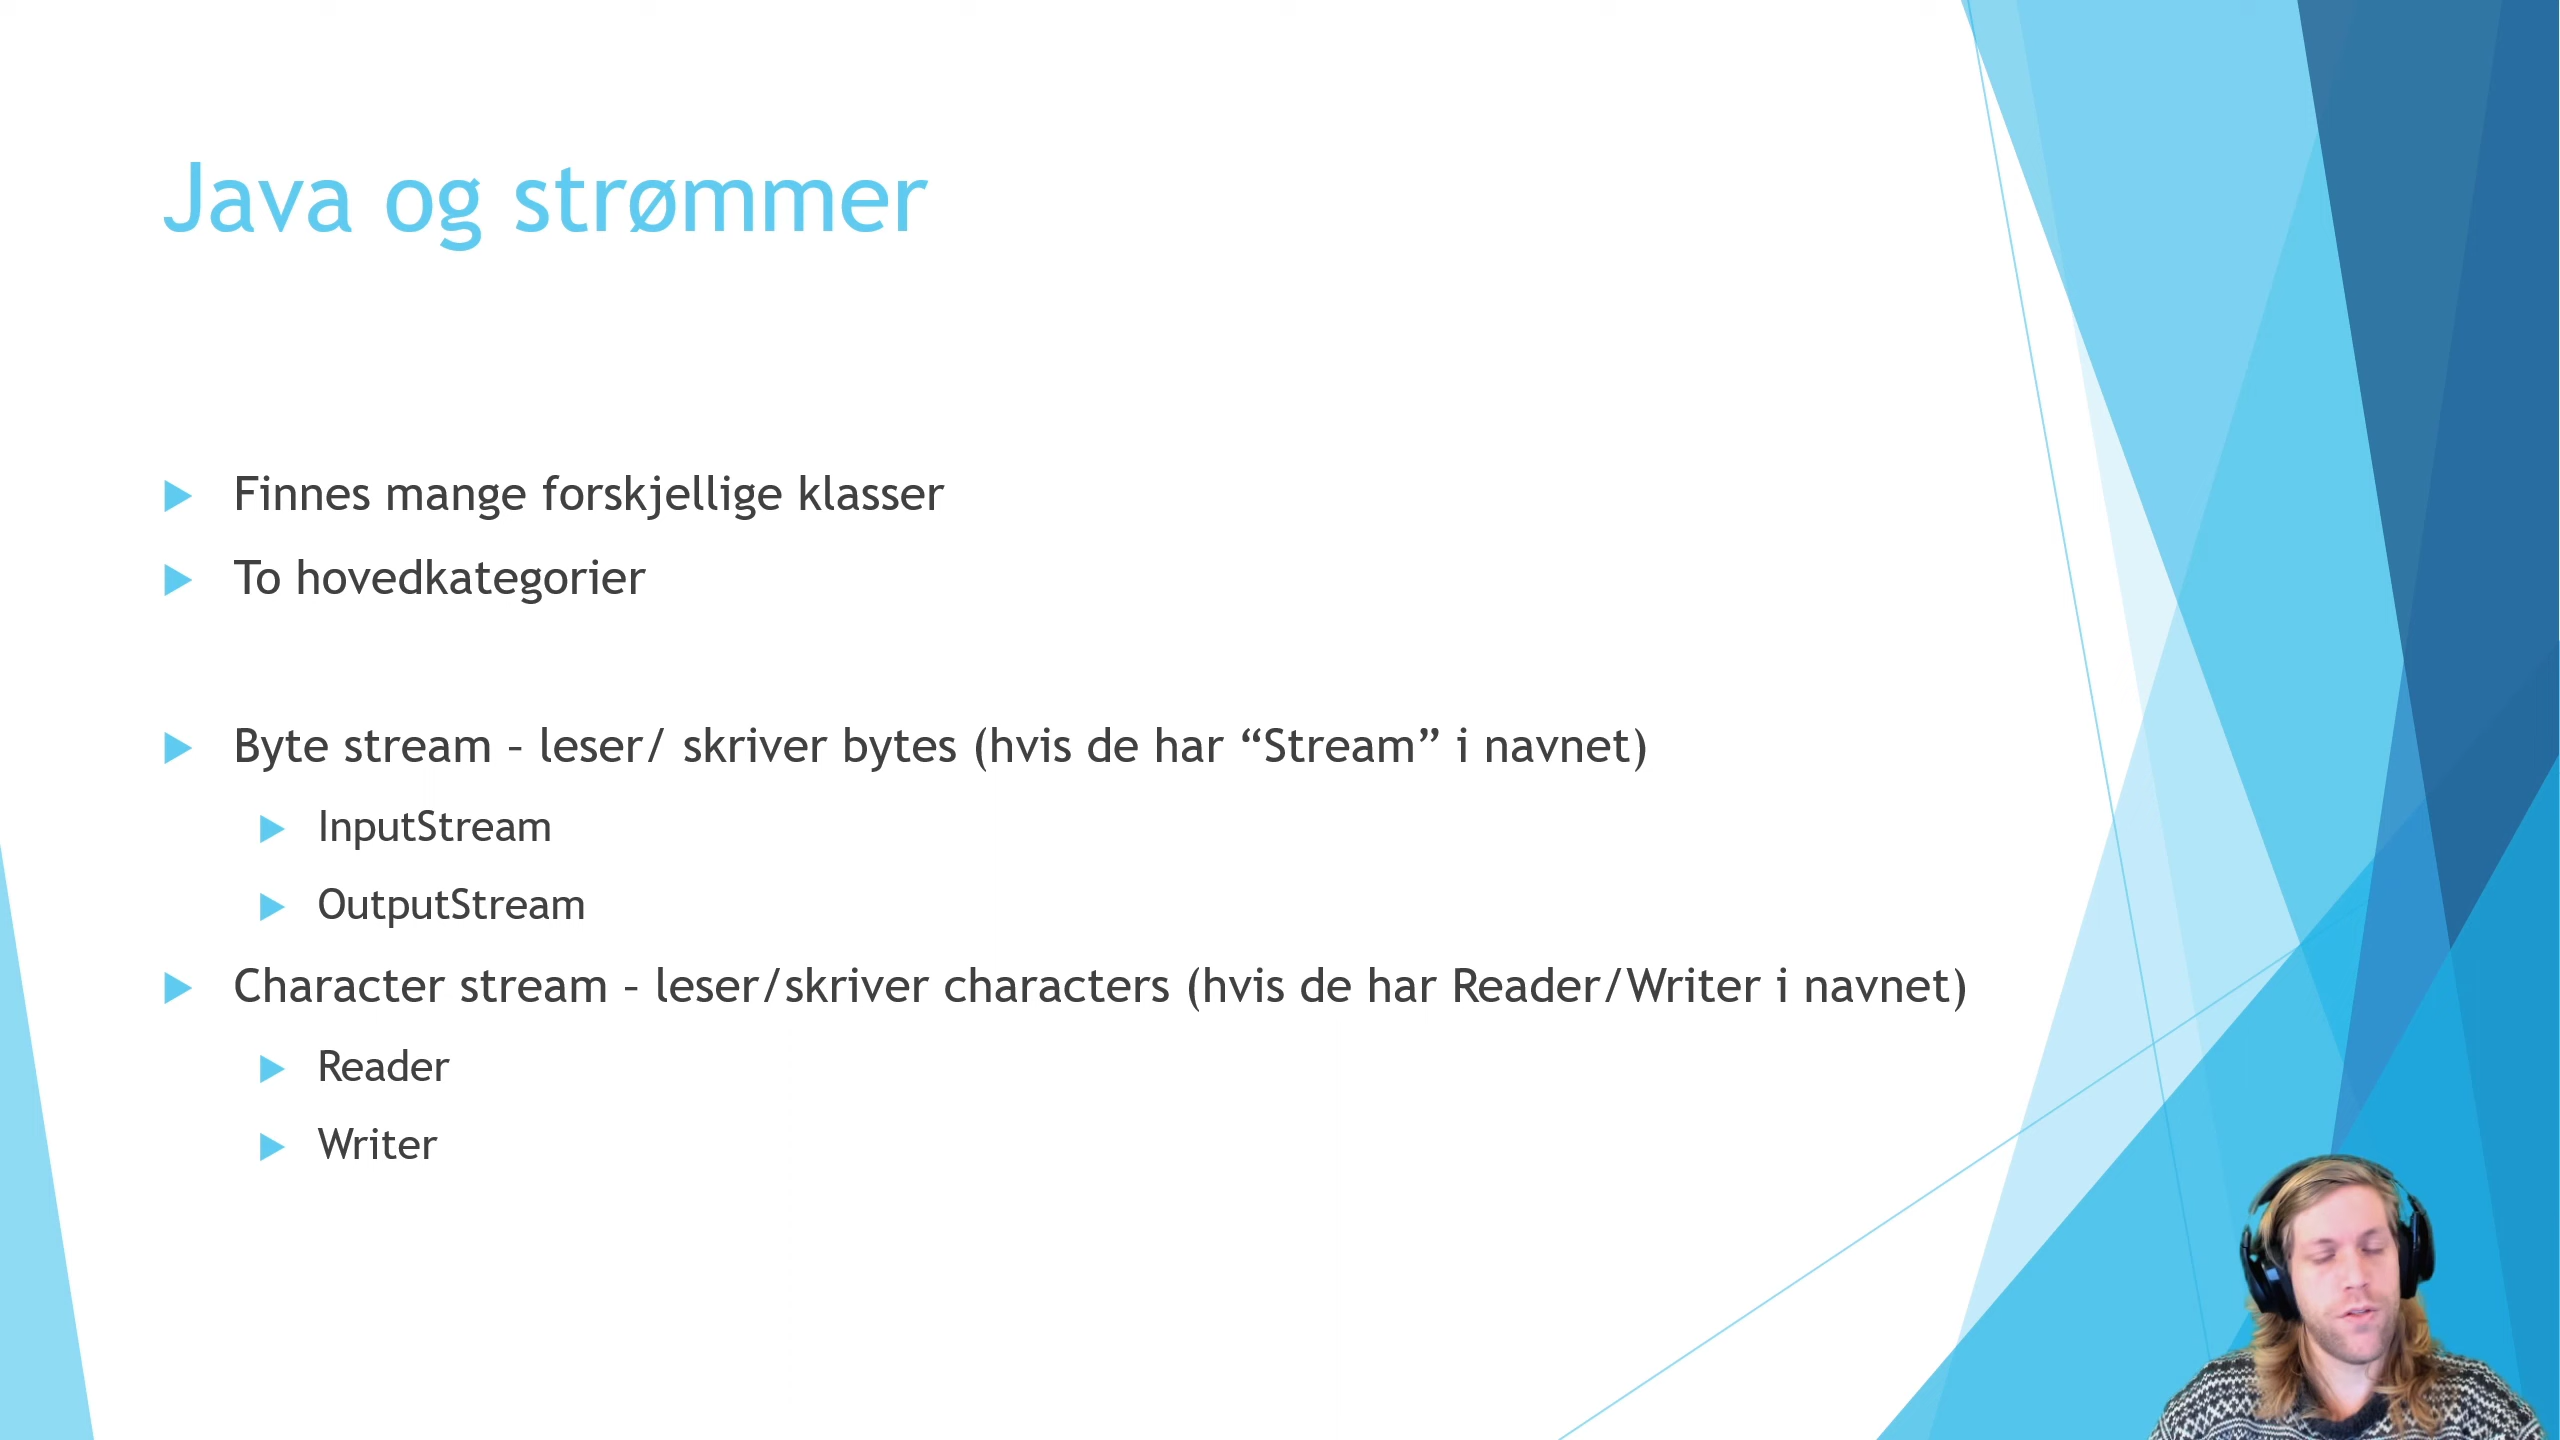 Java og strømmer
Finnes mange forskjellige klasser
To hovedkategorier
Byte stream – leser/ skriver bytes (hvis de har “Stream” i navnet)
InputStream
OutputStream
Character stream – leser/skriver characters (hvis de har Reader/Writer i navnet)
Reader
Writer